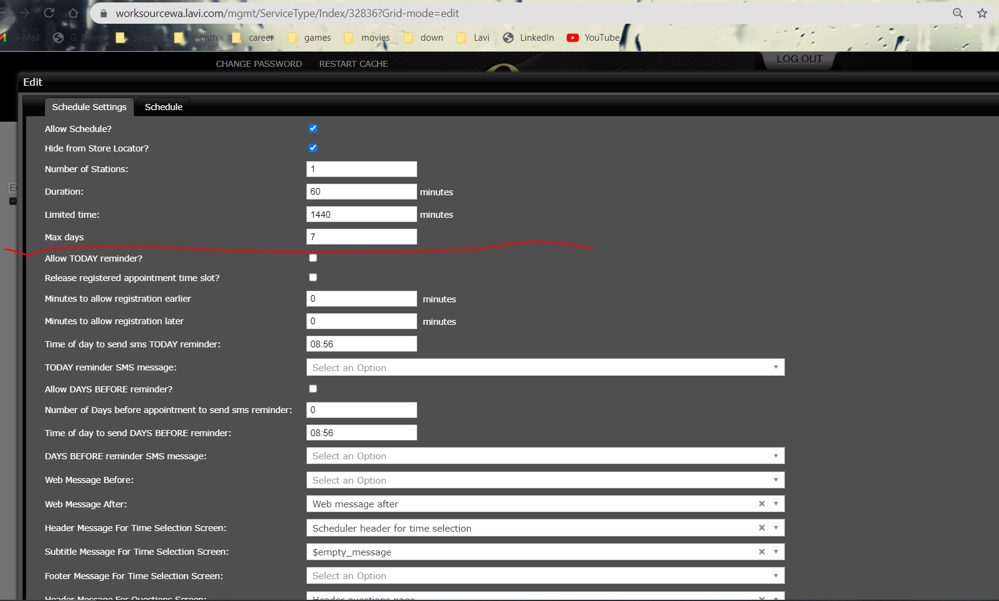 worksourcewa.lavi.com/mgmt/ServiceType/Index/32836?Grid-mode=edit
G-Mail G. Drive Stream month career games movies down Lavi LinkedIn YouTube
CHANGE PASSWORD RESTART CACHE LOG OUT
Edit
Schedule Settings Schedule
Allow Schedule?
Hide from Store Locator?
Number of Stations: 1
Duration: 60 minutes
Limited time: 1440 minutes
Max days 7
Allow TODAY reminder?
Release registered appointment time slot?
Minutes to allow registration earlier 0 minutes
Minutes to allow registration later 0 minutes
Time of day to send sms TODAY reminder: 08:56
TODAY reminder SMS message: Select an Option
Allow DAYS BEFORE reminder?
Number of Days before appointment to send sms reminder: 0
Time of day to send DAYS BEFORE reminder: 08:56
DAYS BEFORE reminder SMS message: Select an Option
Web Message Before: Select an Option
Web Message After: Web message after
Header Message For Time Selection Screen: Scheduler header for time selection
Subtitle Message For Time Selection Screen: $empty_message
Footer Message For Time Selection Screen: Select an Option
Header Message For Questions Screen: Header questions page